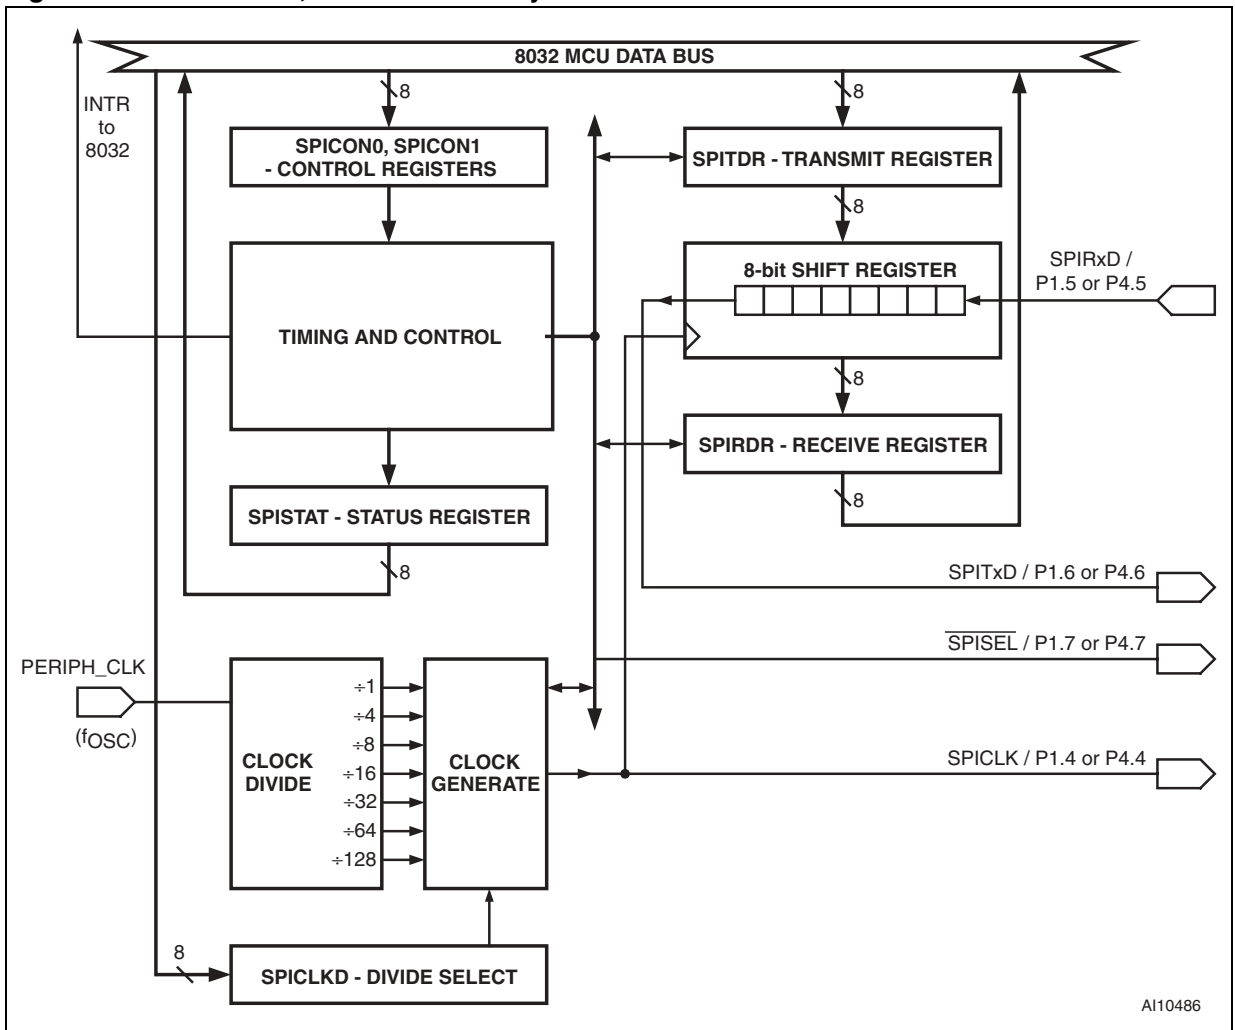 8032 MCU DATA BUS
INTR
to
8032
8
8
SPICON0, SPICON1
- CONTROL REGISTERS
SPITDR - TRANSMIT REGISTER
8
8-bit SHIFT REGISTER
SPIRxD /
P1.5 or P4.5
TIMING AND CONTROL
8
SPIRDR - RECEIVE REGISTER
8
SPISTAT - STATUS REGISTER
8
SPITxD / P1.6 or P4.6
SPISEL / P1.7 or P4.7
PERIPH_CLK
(fOSC)
CLOCK
DIVIDE
÷1
÷4
÷8
÷16
÷32
÷64
÷128
CLOCK
GENERATE
SPICLK / P1.4 or P4.4
8
SPICLKD - DIVIDE SELECT
AI10486